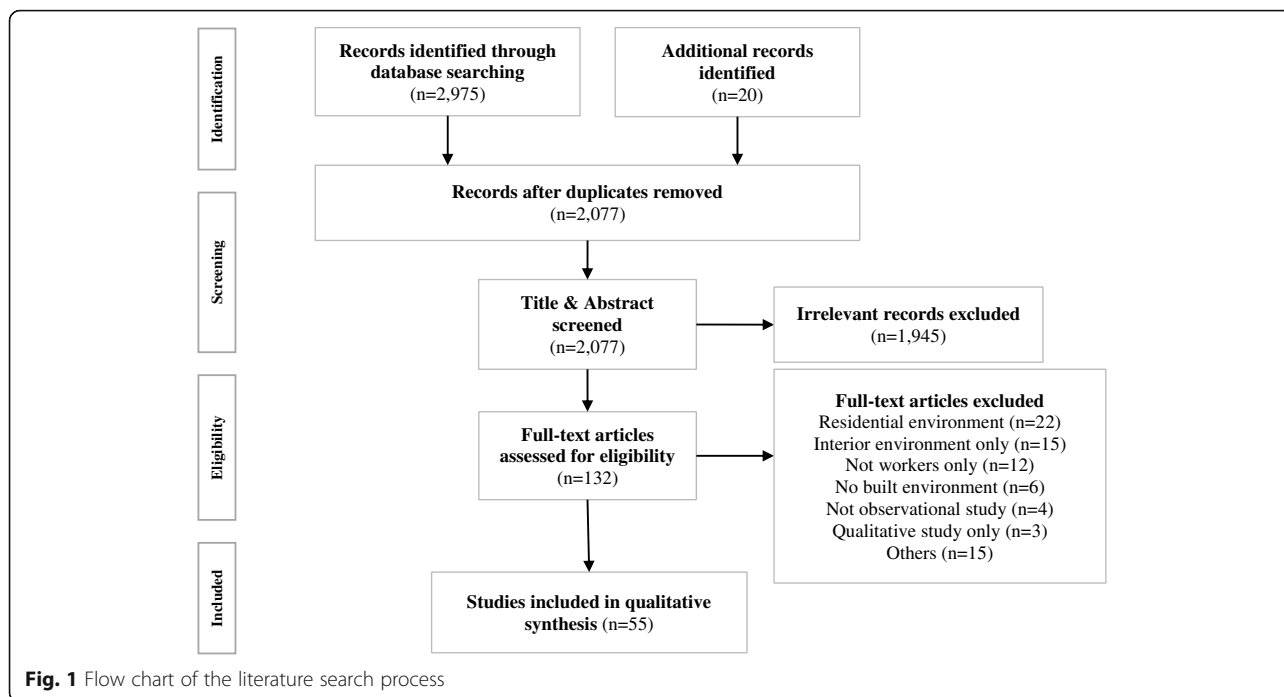 Identification
Records identified through
database searching
(n=2,975)
Additional records
identified
(n=20)
Screening
Records after duplicates removed
(n=2,077)
Title & Abstract
screened
(n=2,077)
Irrelevant records excluded
(n=1,945)
Eligibility
Full-text articles
assessed for eligibility
(n=132)
Full-text articles excluded
Residential environment (n=22)
Interior environment only (n=15)
Not workers only (n=12)
No built environment (n=6)
Not observational study (n=4)
Qualitative study only (n=3)
Others (n=15)
Included
Studies included in qualitative
synthesis (n=55)
Fig. 1 Flow chart of the literature search process